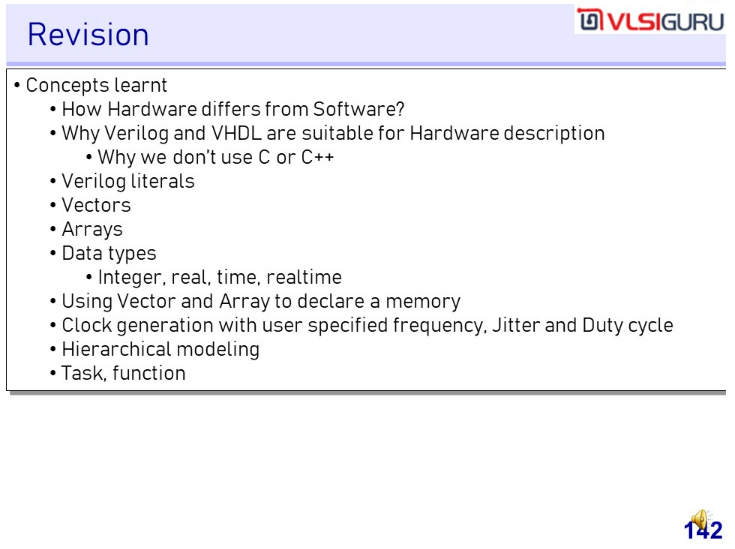 Revision
VLSIGURU
• Concepts learnt
• How Hardware differs from Software?
• Why Verilog and VHDL are suitable for Hardware description
• Why we don't use C or C++
• Verilog literals
• Vectors
• Arrays
• Data types
• Integer, real, time, realtime
• Using Vector and Array to declare a memory
• Clock generation with user specified frequency, Jitter and Duty cycle
• Hierarchical modeling
• Task, function
142